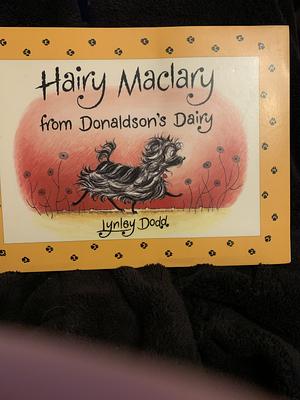 Hairy Maclary
from Donaldson's Dairy
Lynley Dodd